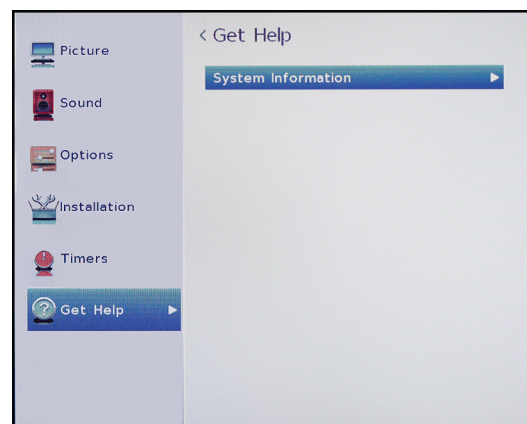 Picture
Sound
Options
Installation
Timers
Get Help
< Get Help
System Information